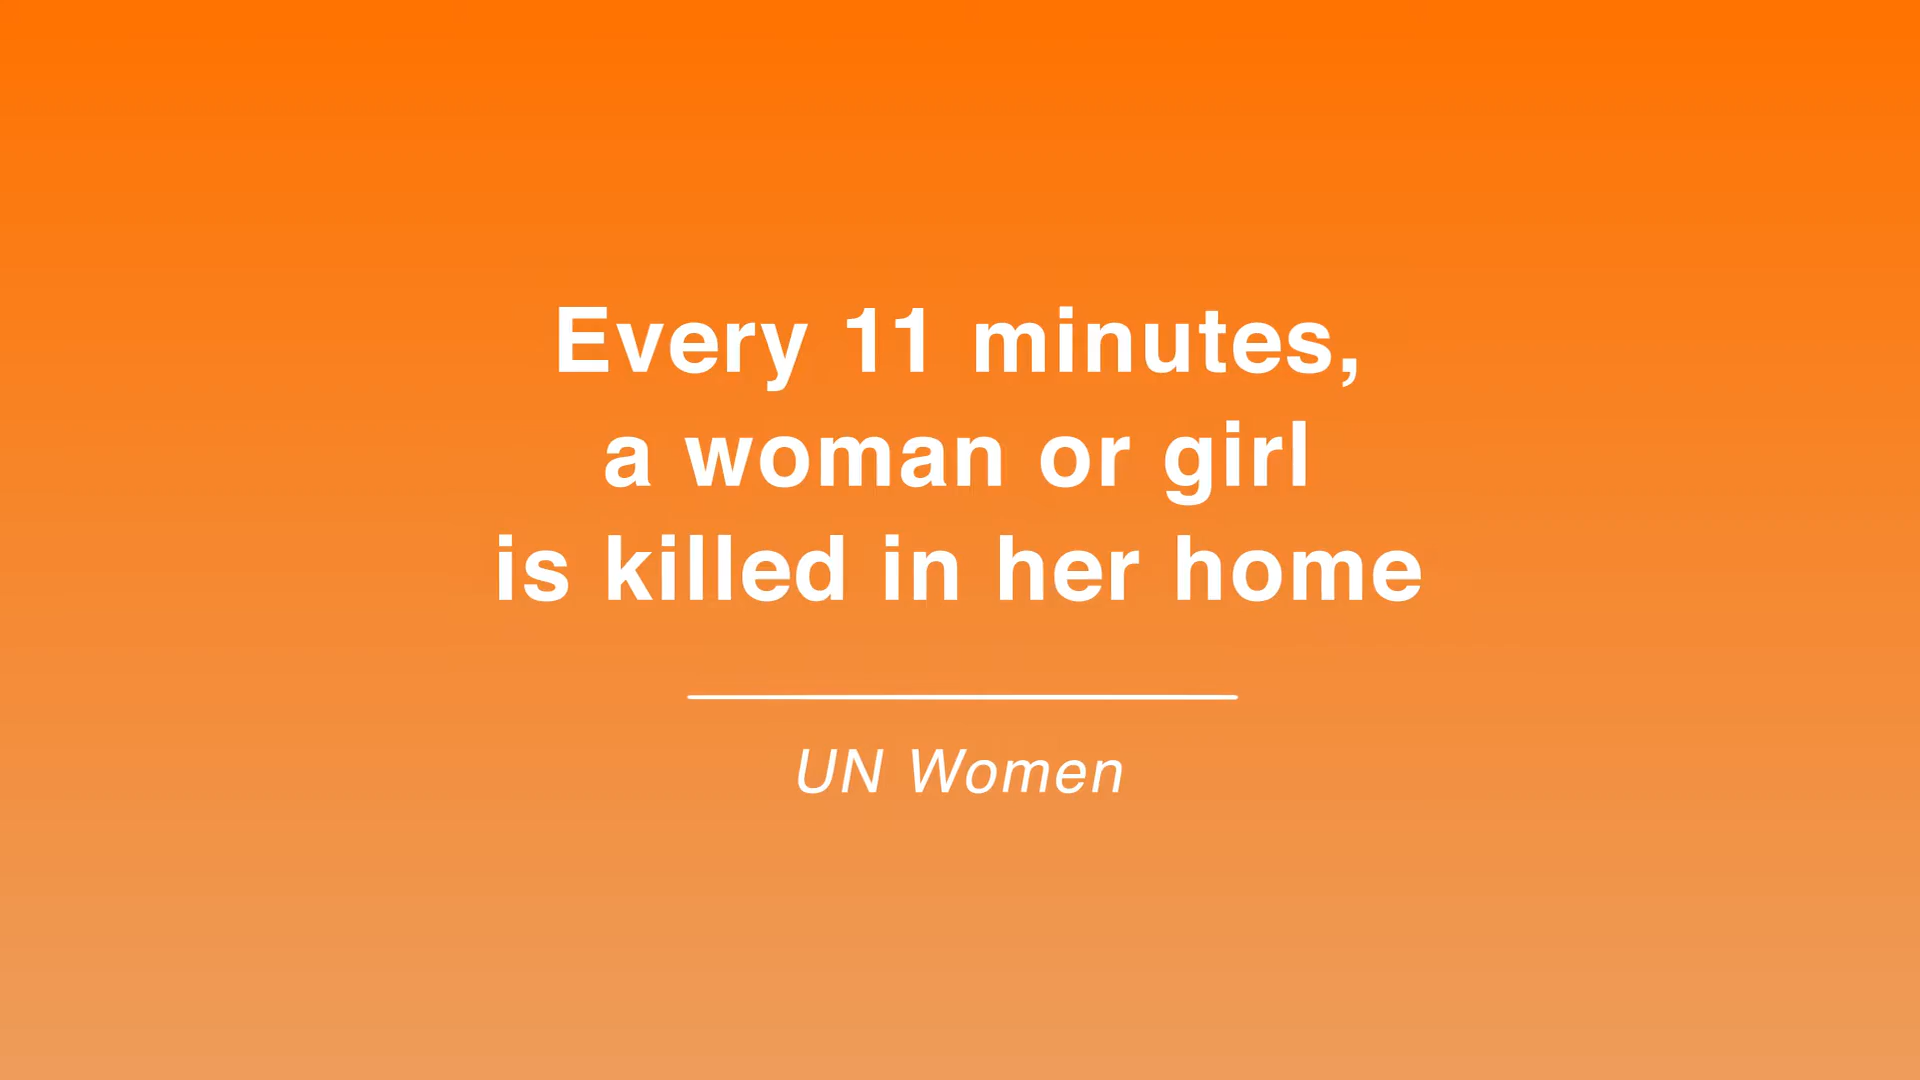 Every 11 minutes,
a woman or girl
is killed in her home
UN Women